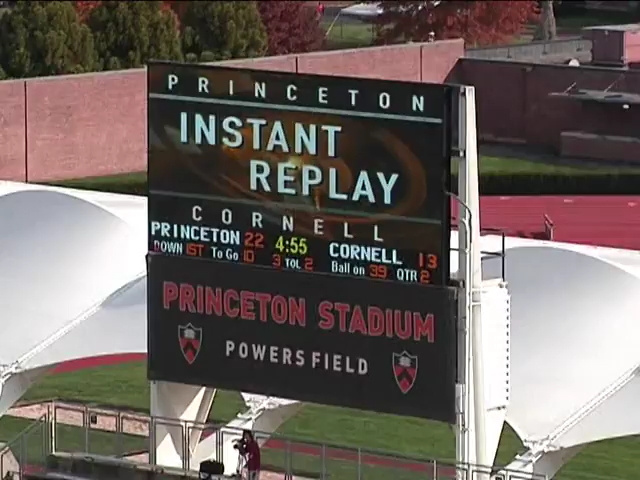 PRINCETON
INSTANT
REPLAY
CORNELL
PRINCETON 22 4:55 CORNELL 13
DOWN 1ST To Go 10 3 TOL 2 Ball on 39 QTR 2
PRINCETON STADIUM
POWERS FIELD